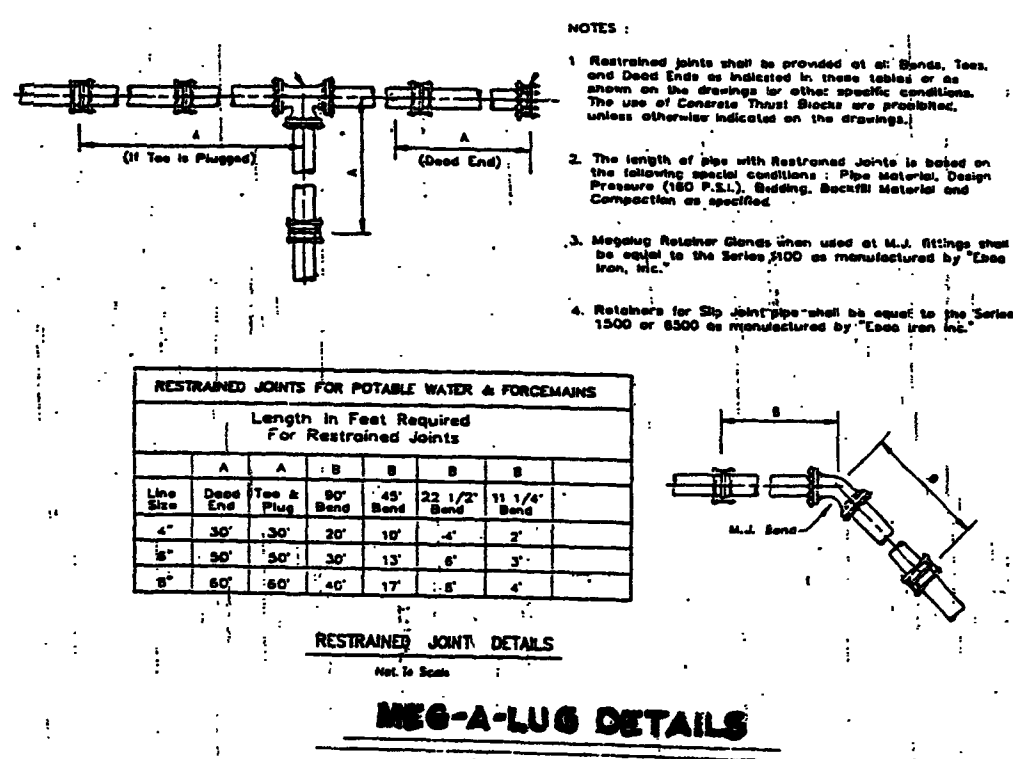 NOTES :
1 Restrained joints shall be provided at all Bends, Tees,
and Dead Ends as indicated in these tables or as
shown on the drawings for other specific conditions.
The use of Concrete Thrust Blocks are prohibited,
unless otherwise indicated on the drawings.
2. The length of pipe with Restrained Joints is based on
the following special conditions : Pipe Material, Design
Pressure (160 P.S.I.), Bedding, Backfill Material and
Compaction as specified
3. Megalug Retainer Glands when used at M.J. fittings shall
be equal to the Series 1100 as manufactured by "Ebaa
Iron, Inc."
4. Retainers for Slip Joint pipe shall be equal to the Series
1500 or 6500 as manufactured by "Ebaa Iron Inc."
A
(If Tee is Plugged)
A
A
(Dead End)
RESTRAINED JOINTS FOR POTABLE WATER & FORCEMAINS
Length In Feet Required
For Restrained Joints
A A B B B B
Line Size Dead End Tee & Plug 90° Bend 45° Bend 22 1/2° Bend 11 1/4° Bend
4" 30' 30' 20' 10' 4' 2'
6" 50' 50' 30' 13' 6' 3'
8" 60' 60' 40' 17' 8' 4'
B
B
M.J. Bend
RESTRAINED JOINT DETAILS
Not To Scale
MEG-A-LUG DETAILS